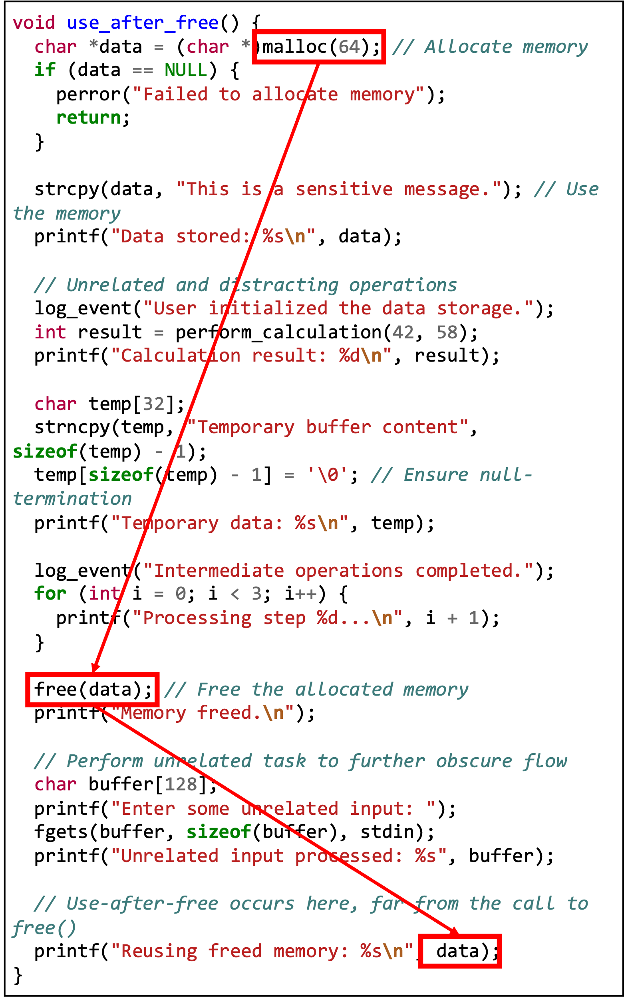 void use_after_free() {
  char *data = (char *)malloc(64); // Allocate memory
  if (data == NULL) {
    perror("Failed to allocate memory");
    return;
  }
  strcpy(data, "This is a sensitive message."); // Use
the memory
  printf("Data stored: %s\n", data);
  // Unrelated and distracting operations
  log_event("User initialized the data storage.");
  int result = perform_calculation(42, 58);
  printf("Calculation result: %d\n", result);
  char temp[32];
  strncpy(temp, "Temporary buffer content",
sizeof(temp) - 1);
  temp[sizeof(temp) - 1] = '\0'; // Ensure null-
termination
  printf("Temporary data: %s\n", temp);
  log_event("Intermediate operations completed.");
  for (int i = 0; i < 3; i++) {
    printf("Processing step %d...\n", i + 1);
  }
  free(data); // Free the allocated memory
  printf("Memory freed.\n");
  // Perform unrelated task to further obscure flow
  char buffer[128];
  printf("Enter some unrelated input: ");
  fgets(buffer, sizeof(buffer), stdin);
  printf("Unrelated input processed: %s", buffer);
  // Use-after-free occurs here, far from the call to
free()
  printf("Reusing freed memory: %s\n", data);
}